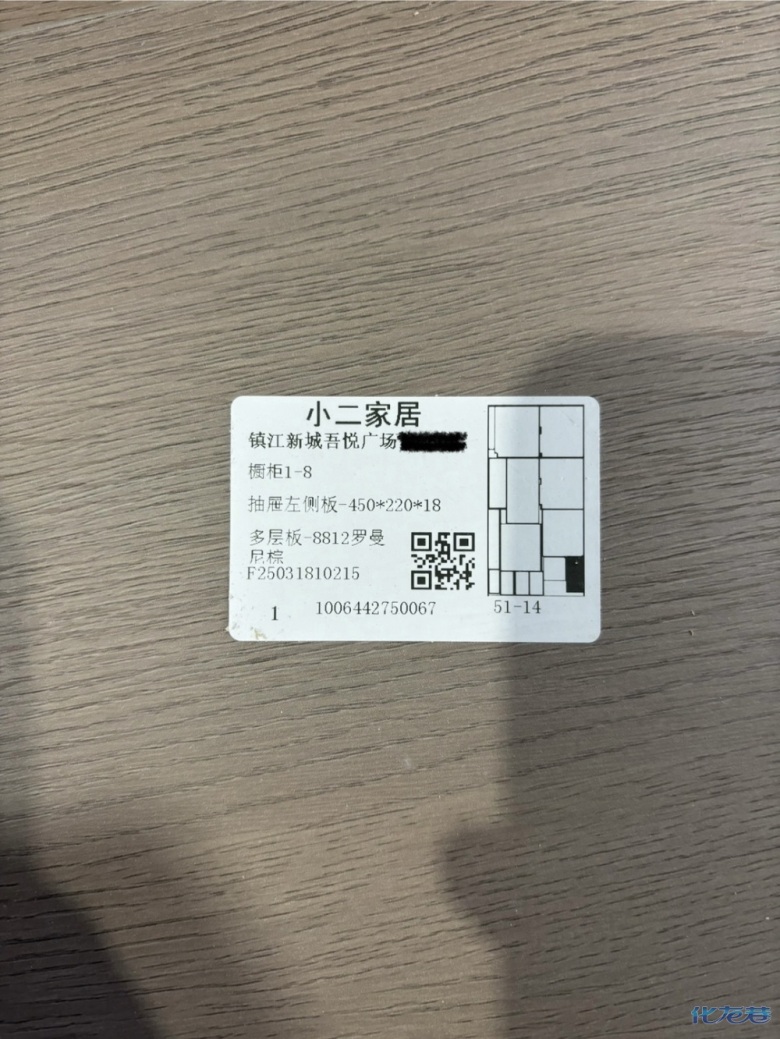 小二家居
镇江新城吾悦广场
橱柜1-8
抽屉左侧板-450*220*18
多层板-8812罗曼
尼棕
F25031810215
1
1006442750067
51-14
化龙巷